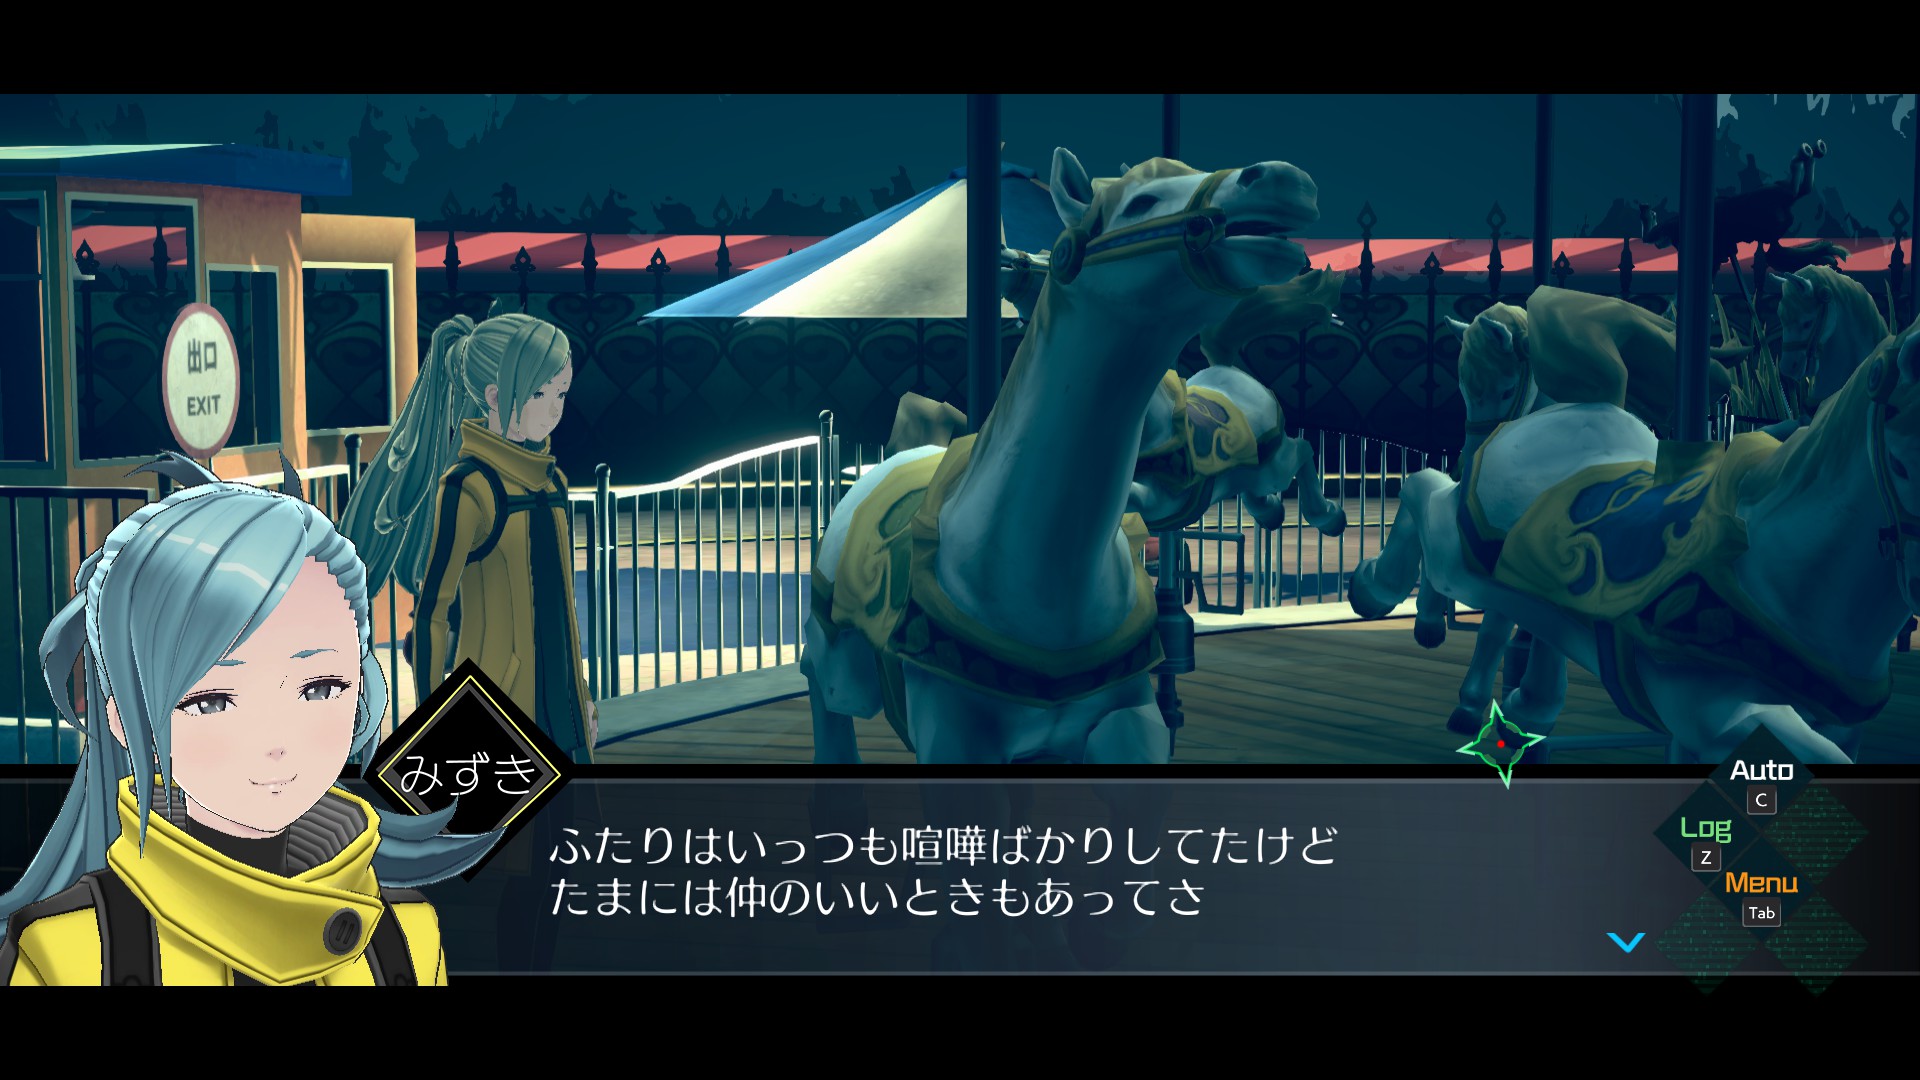 出口
EXIT
みずき
ふたりはいっつも喧嘩ばかりしてたけど
たまには仲のいいときもあってさ
Auto
C
Log
Z
Menu
Tab